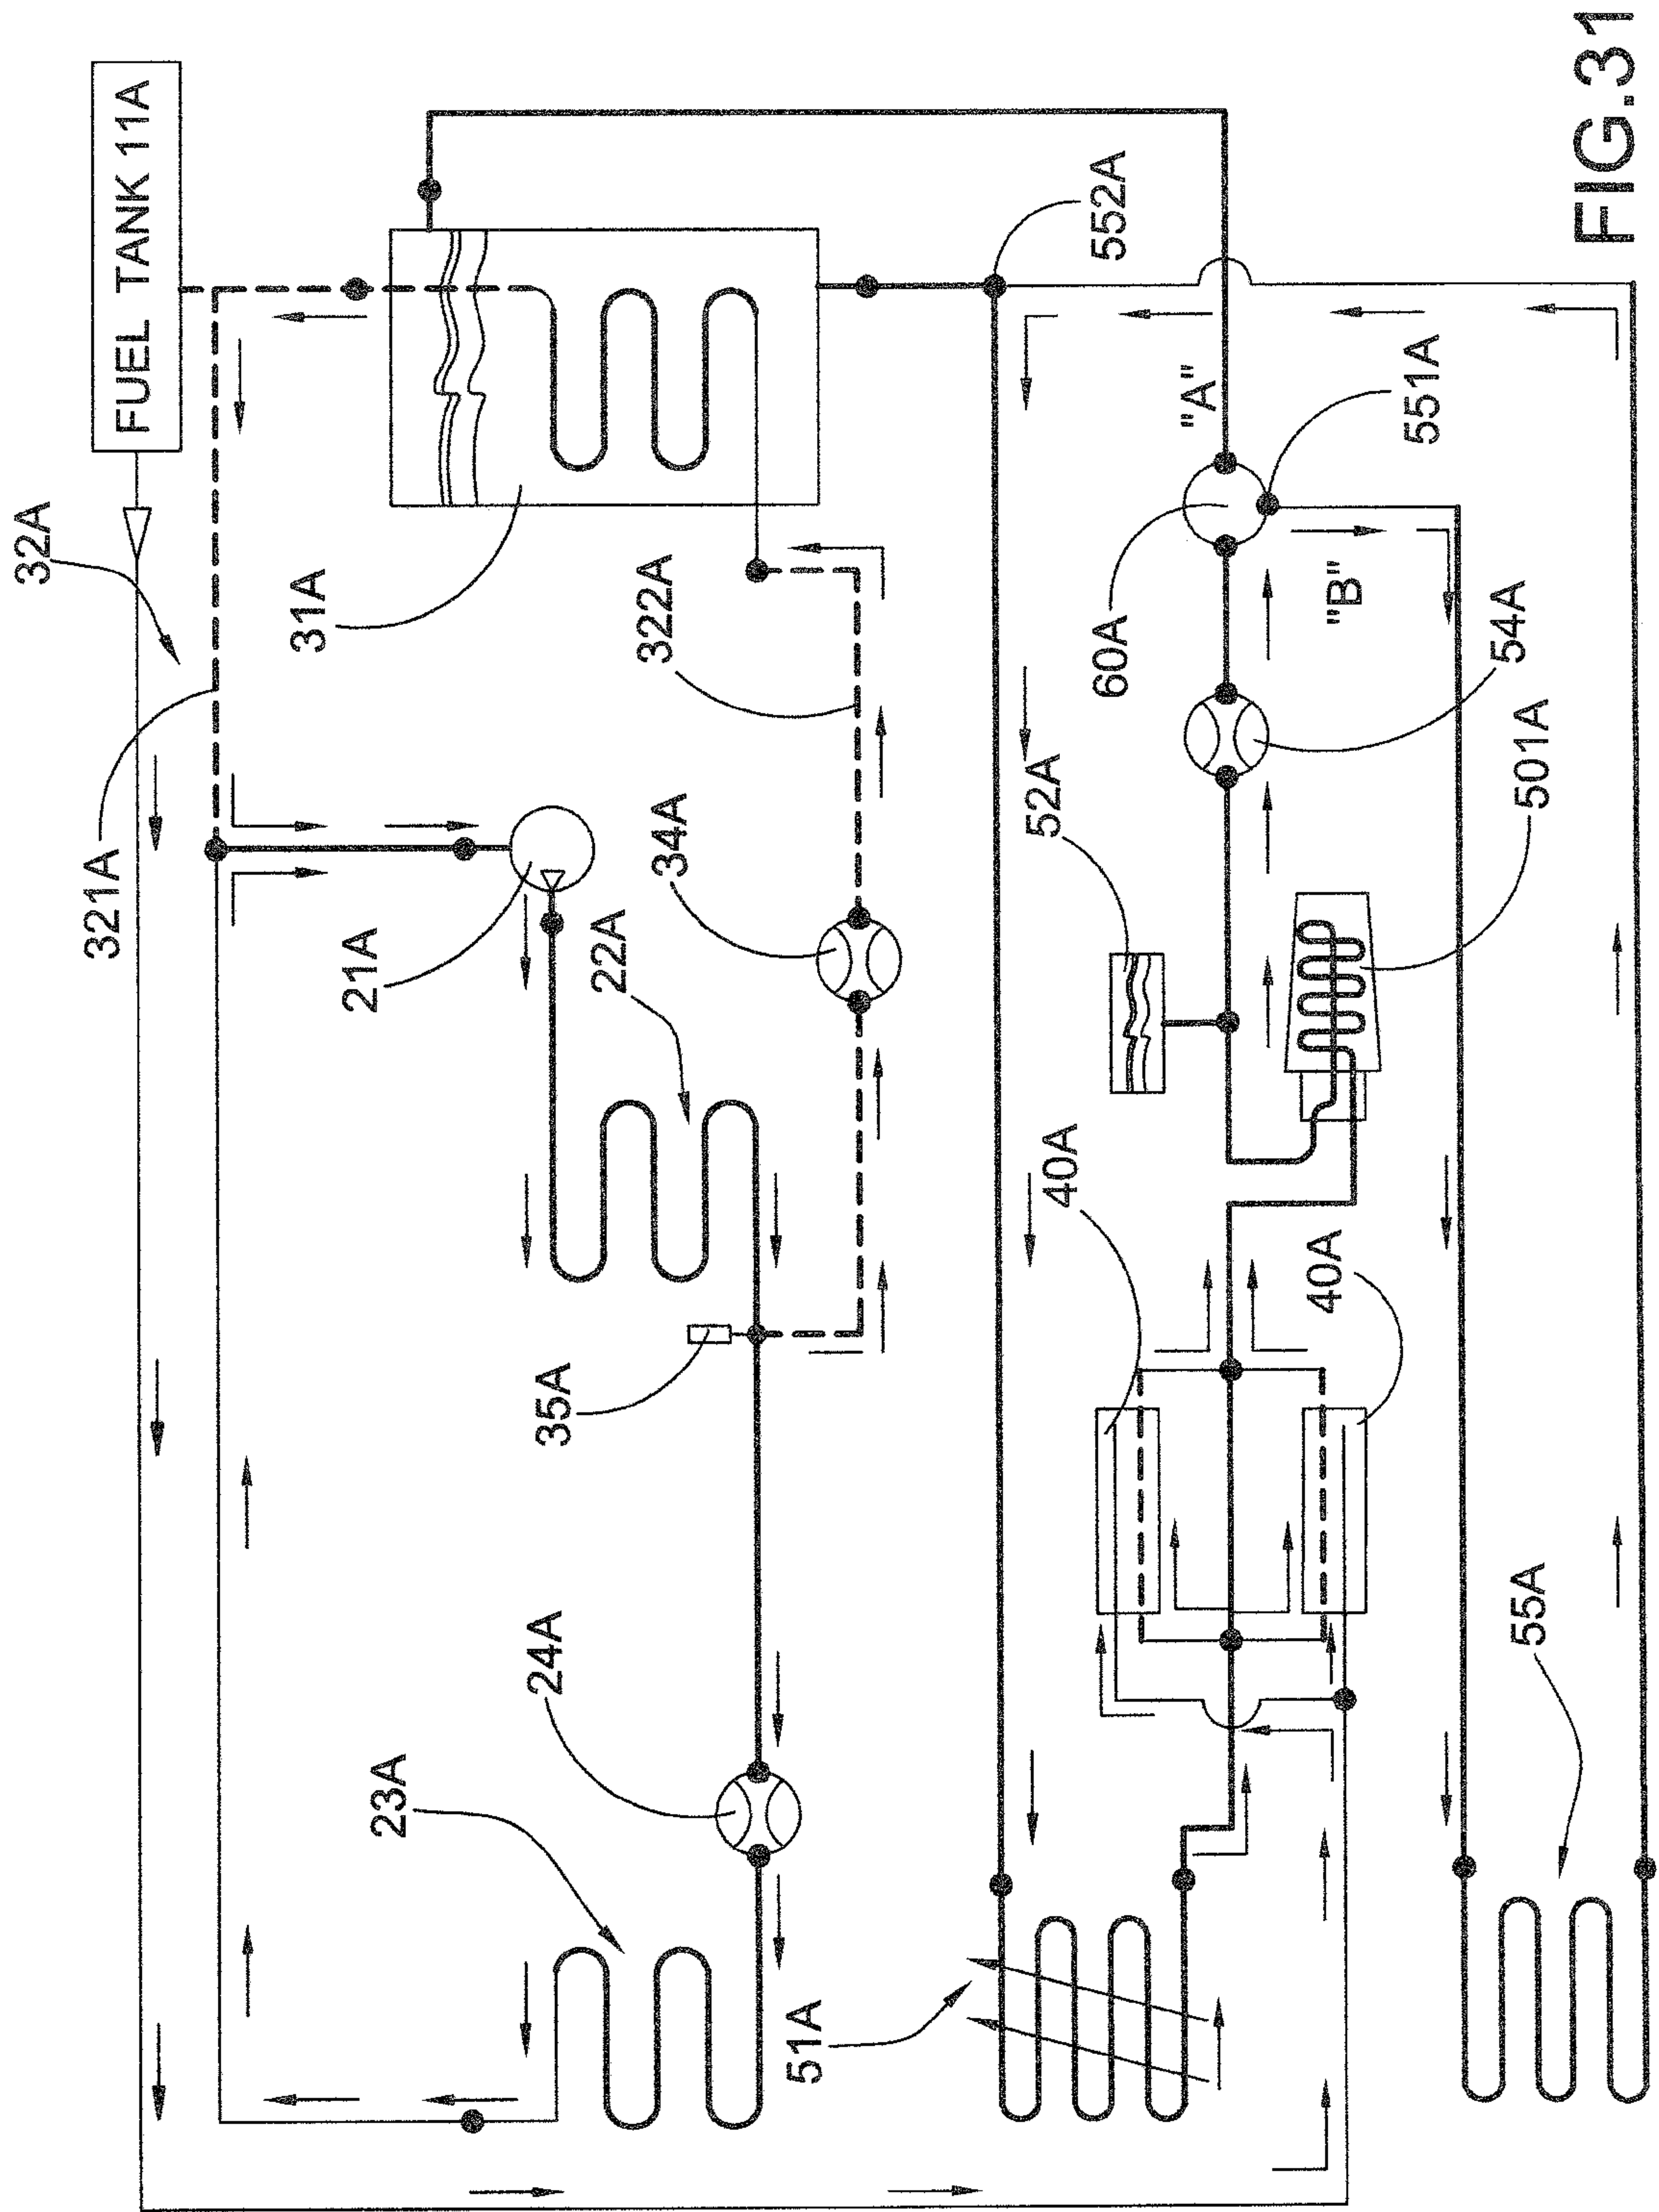 FUEL TANK 11A
32A
321A
31A
21A
322A
22A
34A
35A
24A
23A
552A
"A"
551A
60A
"B"
54A
52A
501A
40A
40A
51A
55A
FIG.31